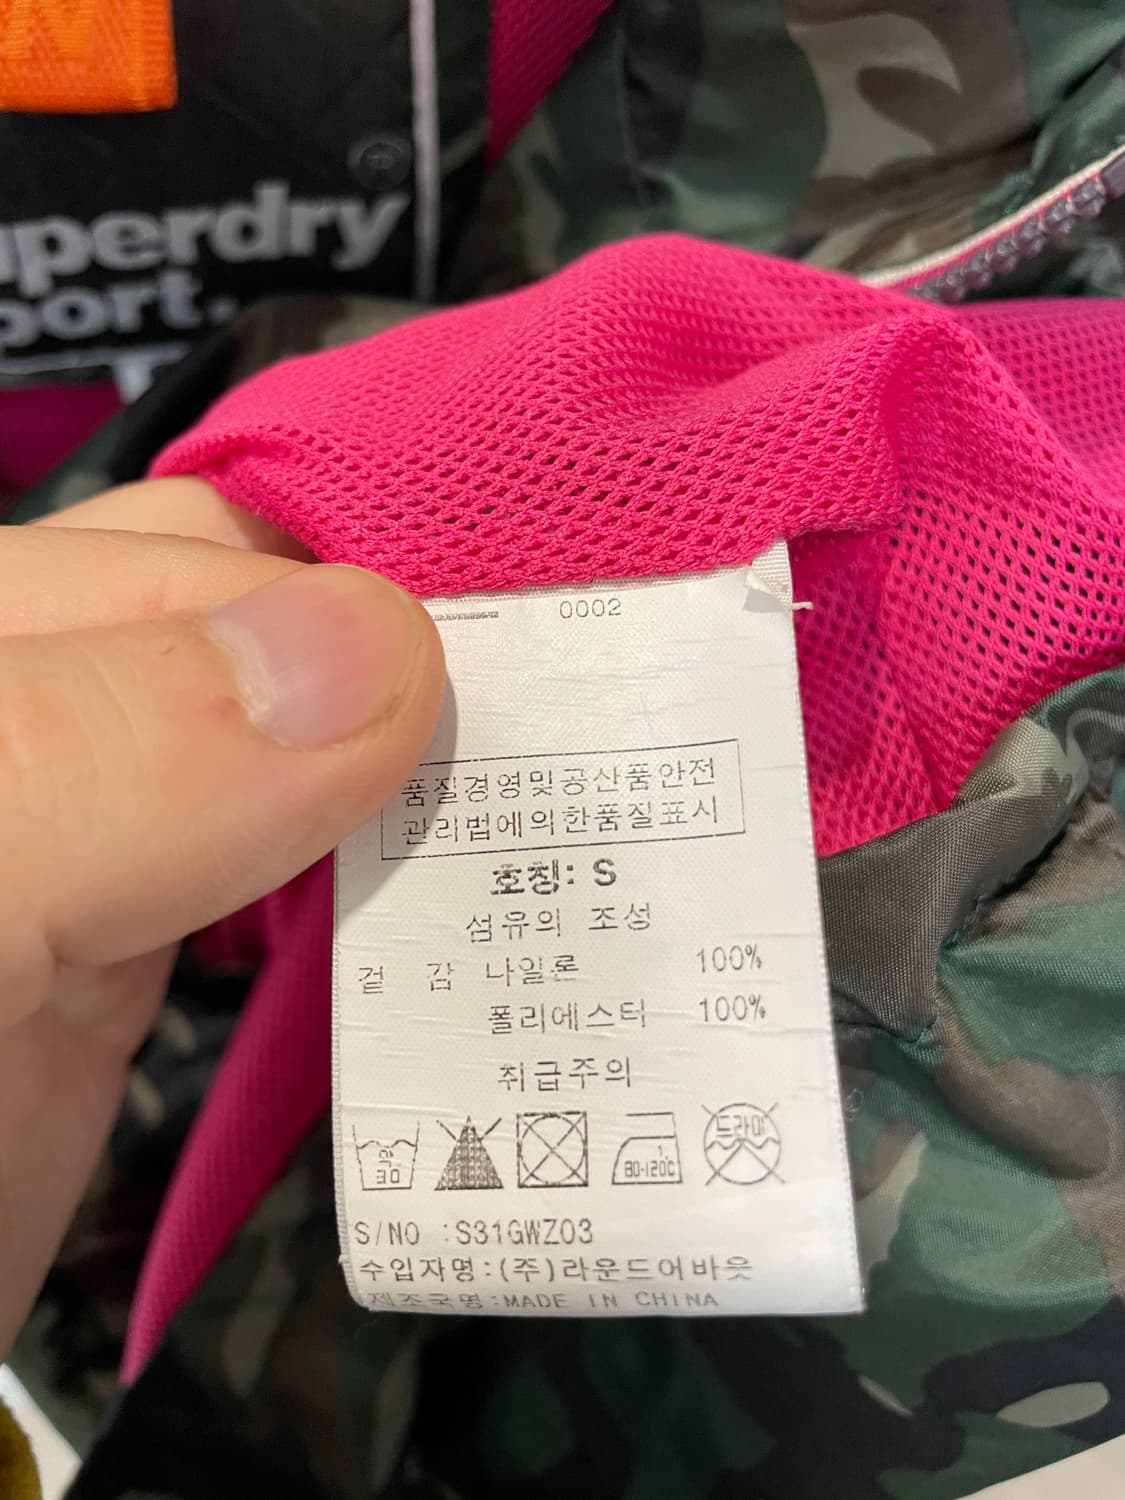 perdry®
port.
0002
품질경영및공산품안전
관리법에의한품질표시
호칭: S
섬유의 조성
겉 감 나일론 100%
폴리에스터 100%
취급주의
약
드라이
80-120℃
S/NO :S31GWZ03
수입자명:(주)라운드어바웃
제조국명:MADE IN CHINA